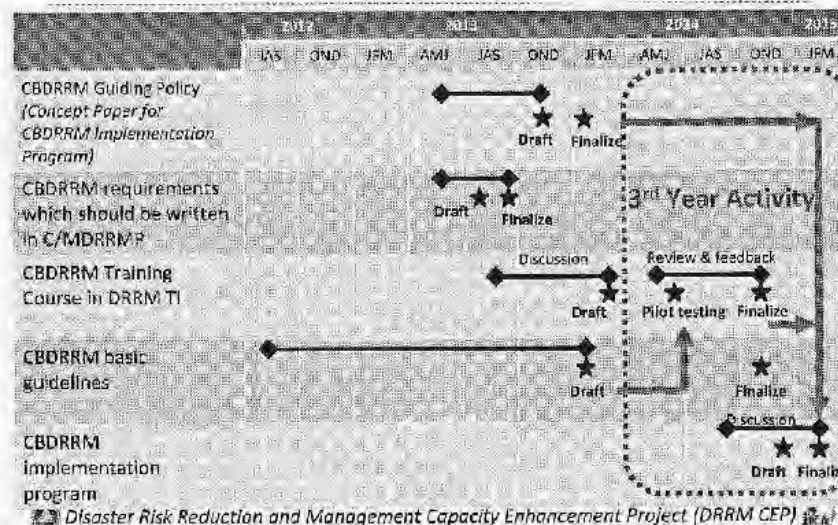 2012 2013 2014 2015
JAS OND JFM AMJ JAS OND JFM AMJ JAS OND JFM
CBDRRM Guiding Policy
(Concept Paper for
CBDRRM Implementation
Program)
Draft Finalize
CBDRRM requirements
which should be written
in C/MDRRMP
Draft Finalize
3rd Year Activity
CBDRRM Training
Course in DRRM TI
Discussion
Draft
Review & feedback
Pilot testing Finalize
CBDRRM basic
guidelines
Draft
Finalize
CBDRRM
implementation
program
Discussion
Draft Finalize
Disaster Risk Reduction and Management Capacity Enhancement Project (DRRM CEP)